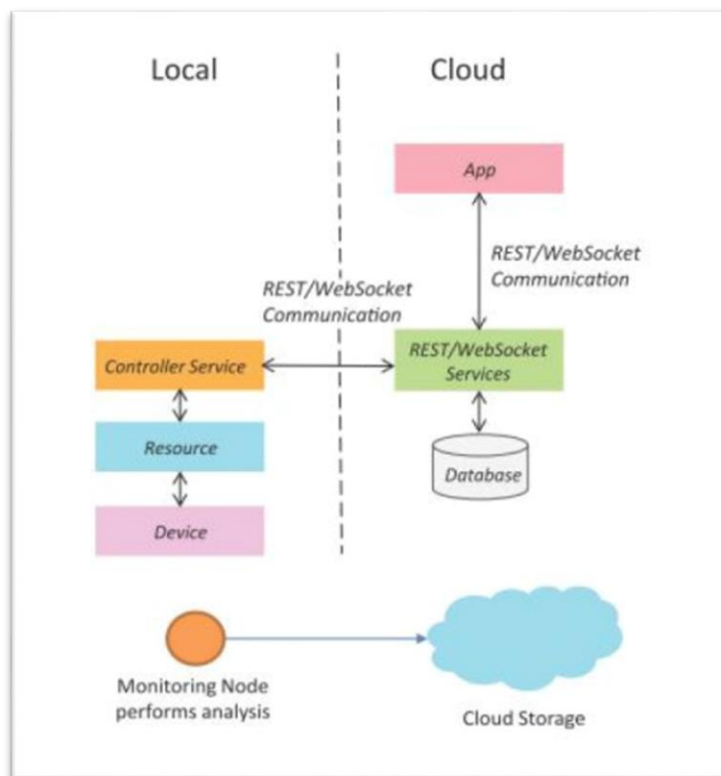 Local
Cloud
App
REST/WebSocket
Communication
REST/WebSocket
Communication
Controller Service
REST/WebSocket
Services
Resource
Database
Device
Monitoring Node
performs analysis
Cloud Storage